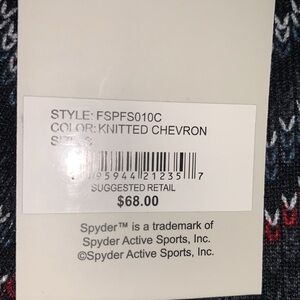 STYLE: FSPFS010C
COLOR: KNITTED CHEVRON
95944 21235 7
SUGGESTED RETAIL
$68.00
Spyder™ is a trademark of
Spyder Active Sports, Inc.
©Spyder Active Sports, Inc.